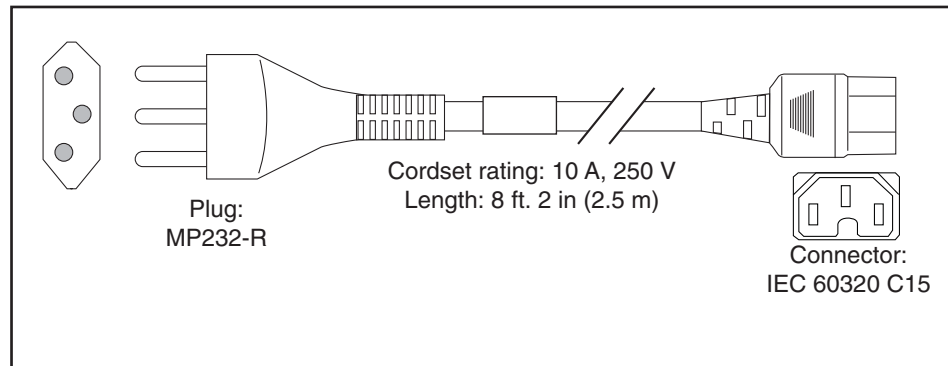 Cordset rating: 10 A, 250 V
Length: 8 ft. 2 in (2.5 m)
Plug:
MP232-R
Connector:
IEC 60320 C15